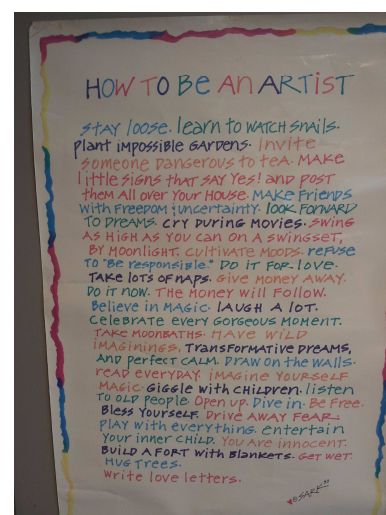 HOW TO BE AN ARTIST
stay loose. learn to WATCH snails.
plant impossible GARDENS. Invite
someone DANGEROUS to tea. MAKE
little signs that say Yes! and post
them All over Your House. MAKE Friends
with Freedom & uncertainty. look forward
to Dreams. Cry During Movies. Swing
as high as you can on a swingset,
by moonlight. cultivate moods. refuse
to "be responsible." Do it for love.
Take lots of naps. Give money away.
Do it now. The money will follow.
Believe in Magic. Laugh a lot.
Celebrate every gorgeous moment.
Take moonbaths. Have wild
imaginings, Transformative Dreams,
And perfect calm. Draw on the walls.
read everyday. imagine yourself
magic. Giggle with children. listen
to old people. Open up. Dive in. Be Free.
Bless Yourself. Drive away fear.
play with everything. entertain
Your inner child. You are innocent.
Build a fort with blankets. Get wet.
Hug trees.
Write love letters.
SARK